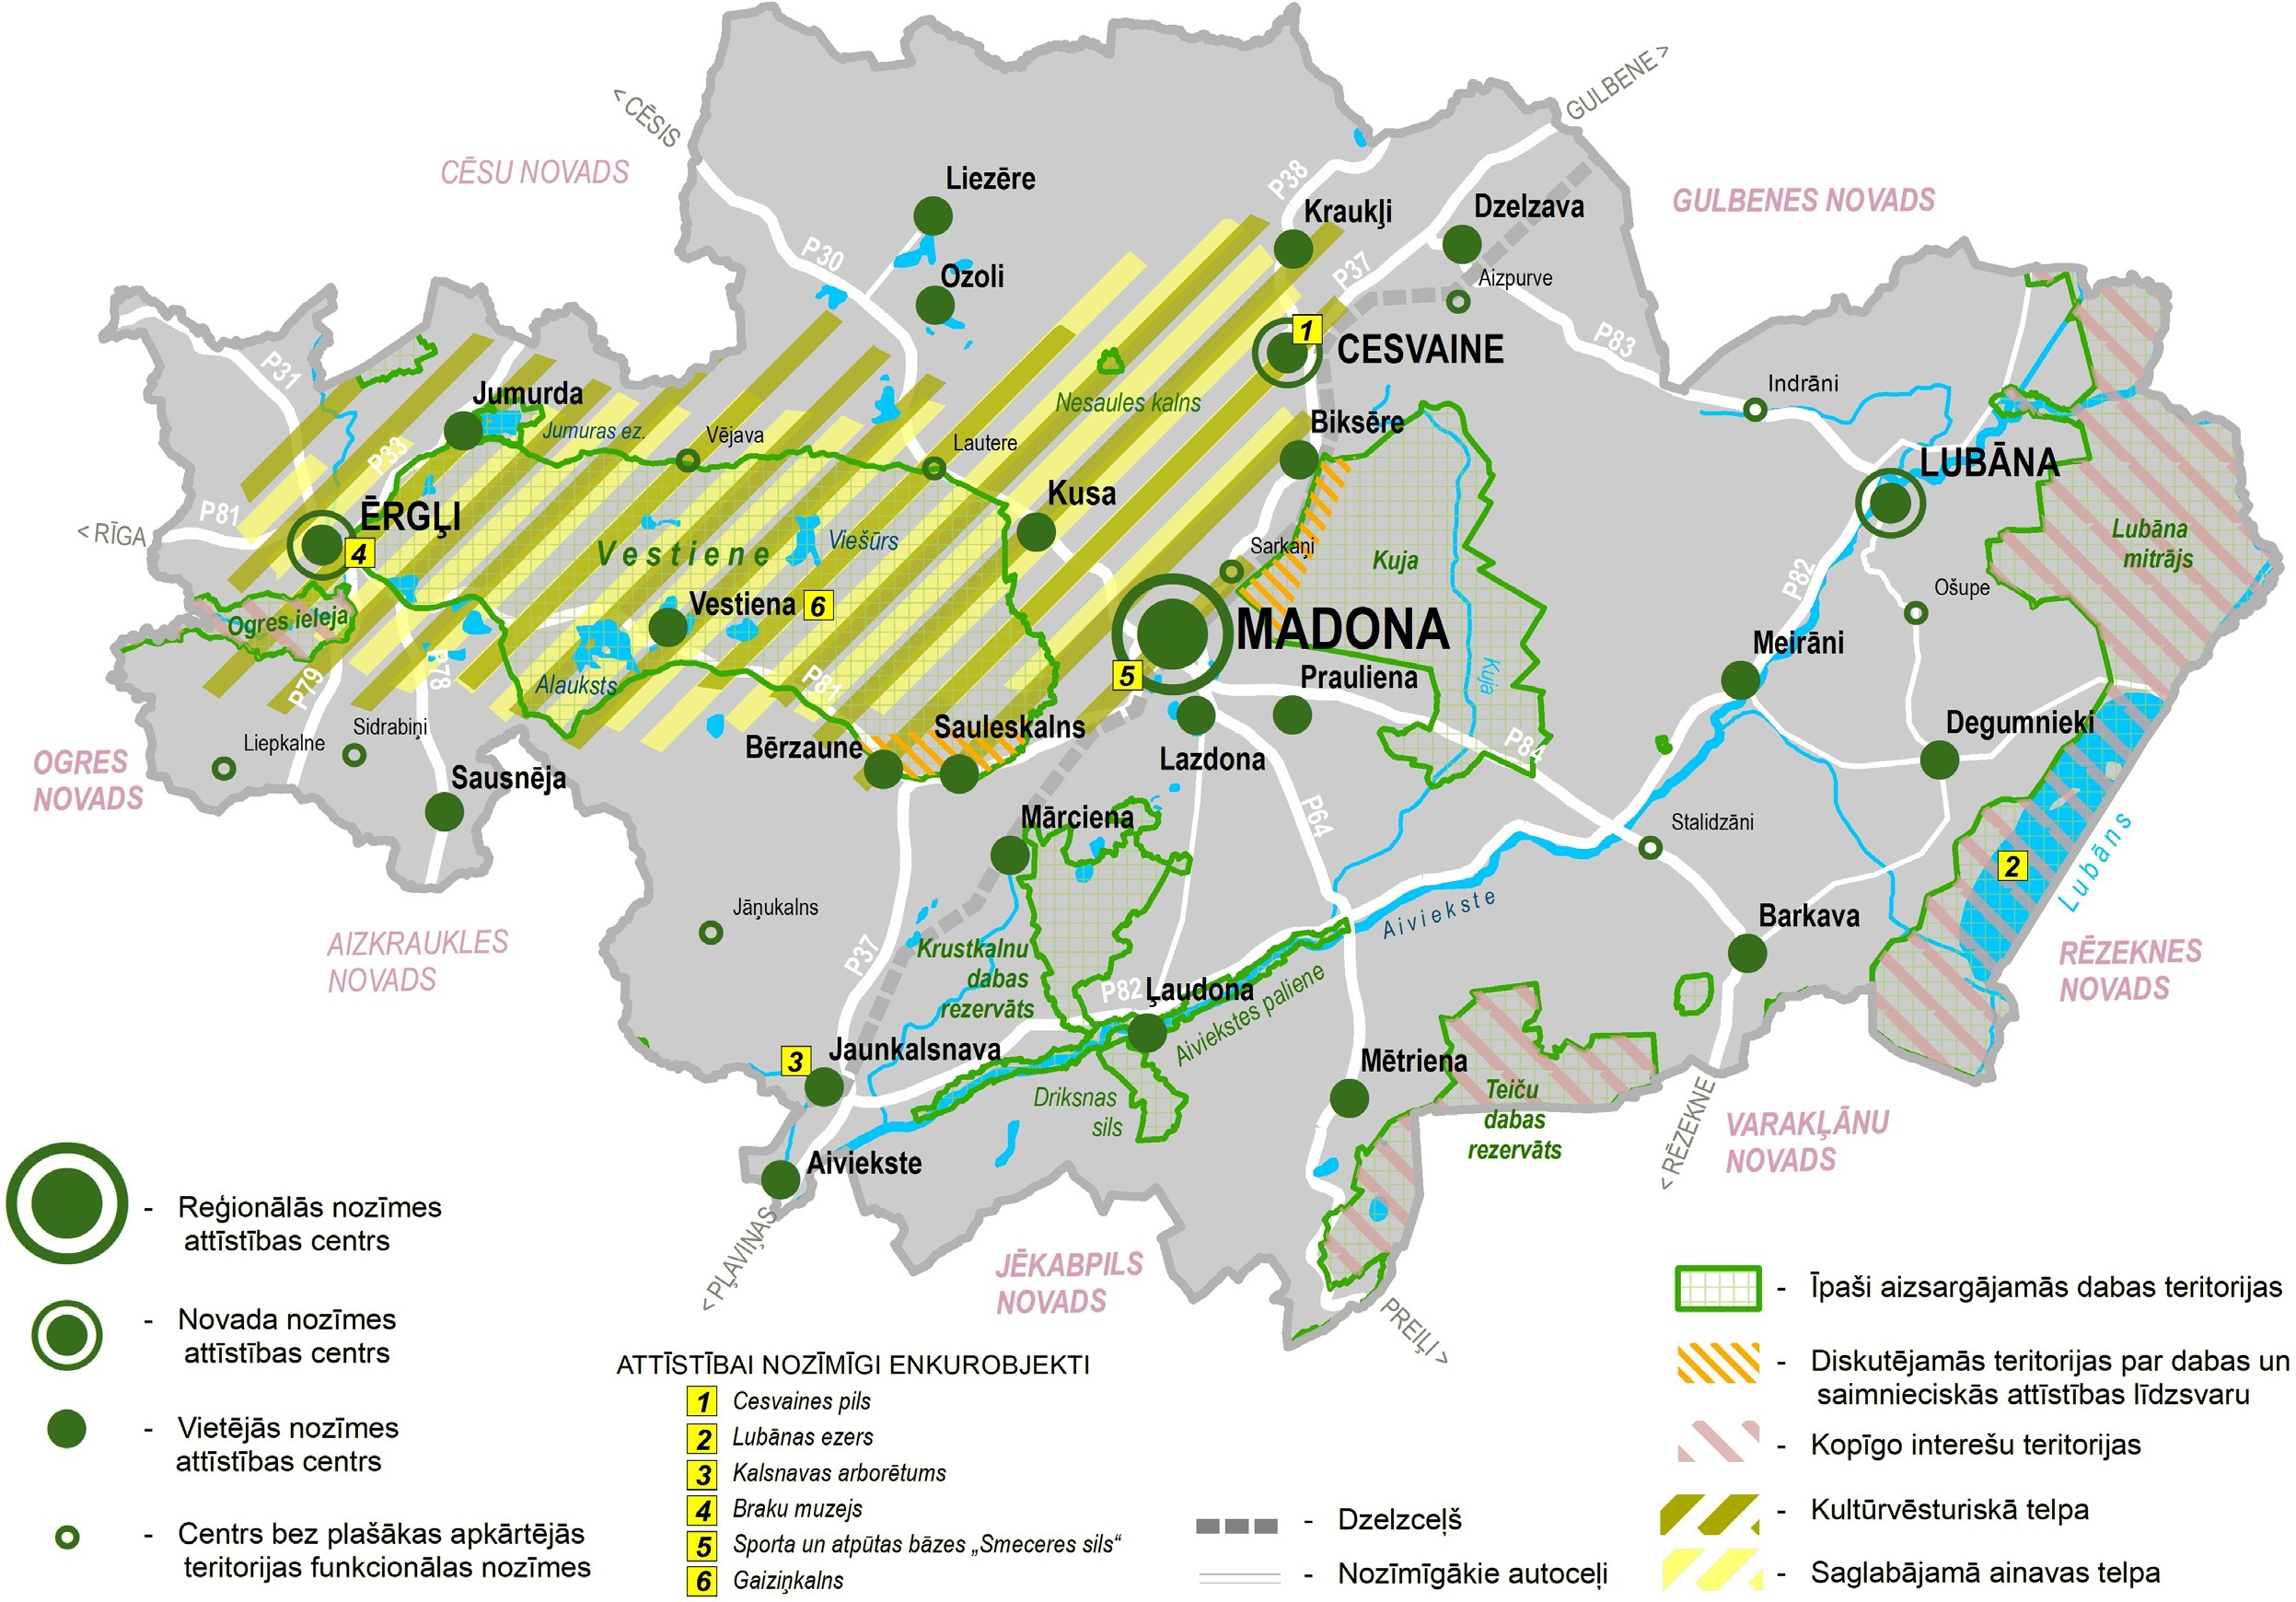 GULBENE >
< CĒSIS
CĒSU NOVADS
Liezēre
P38
Kraukļi
Dzelzava
GULBENES NOVADS
P30
Ozoli
P37
Aizpurve
1
CESVAINE
P83
P31
Jumurda
Nesaules kalns
Indrāni
Jumuras ez.
Vējava
Lautere
Biksēre
P33
LUBĀNA
Kusa
P81
ĒRGĻI
< RĪGA
4
Vestiene
Viešūrs
Sarkaņi
Kuja
Lubāna
mitrājs
P82
Ošupe
Ogres ieleja
Vestiena
6
MADONA
Meirāni
P78
P79
Alauksts
P81
5
Prauliena
Kuja
Liepkalne
Sidrabiņi
Bērzaune
Sauleskalns
Lazdona
P84
Degumnieki
OGRES
NOVADS
Sausnēja
Mārciena
P64
Stalidzāni
2
Lubāns
Jāņukalns
Aiviekste
Barkava
AIZKRAUKLES
NOVADS
P37
Krustkalnu
dabas
rezervāts
P82
Ļaudona
Aiviekstes paliene
RĒZEKNES
NOVADS
3
Jaunkalsnava
Mētriena
Driksnas
sils
Teiču
dabas
rezervāts
< RĒZEKNE
VARAKĻĀNU
NOVADS
Aiviekste
< PĻAVIŅAS
JĒKABPILS
NOVADS
PREIĻI >
- Reģionālās nozīmes
attīstības centrs
- Novada nozīmes
attīstības centrs
- Vietējās nozīmes
attīstības centrs
- Centrs bez plašākas apkārtējās
teritorijas funkcionālas nozīmes
ATTĪSTĪBAI NOZĪMĪGI ENKUROBJEKTI
1 Cesvaines pils
2 Lubānas ezers
3 Kalsnavas arborētums
4 Braku muzejs
5 Sporta un atpūtas bāzes „Smeceres sils“
6 Gaiziņkalns
- Dzelzceļš
- Nozīmīgākie autoceļi
- Īpaši aizsargājamās dabas teritorijas
- Diskutējamās teritorijas par dabas un
saimnieciskās attīstības līdzsvaru
- Kopīgo interešu teritorijas
- Kultūrvēsturiskā telpa
- Saglabājamā ainavas telpa